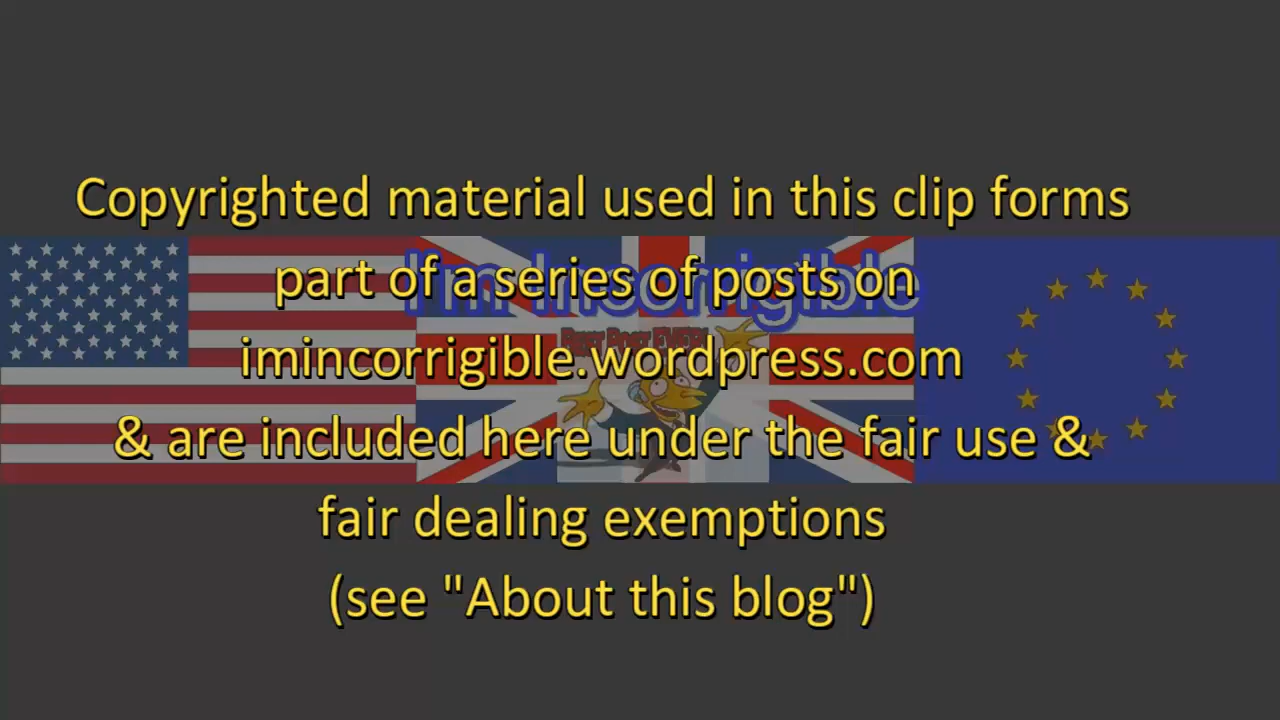 Copyrighted material used in this clip forms
part of a series of posts on
I'm Incorrigible
imincorrigible.wordpress.com
& are included here under the fair use &
fair dealing exemptions
(see "About this blog")